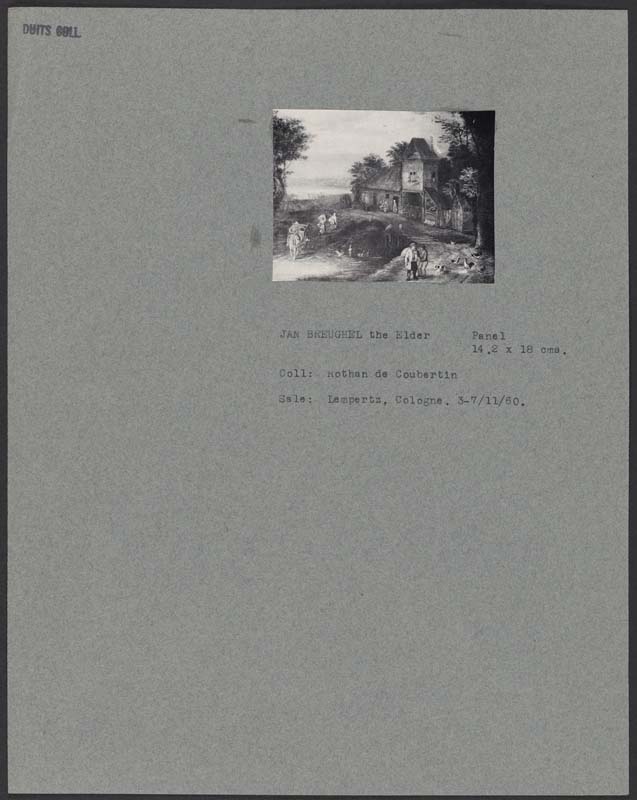 DUITS COLL.
JAN BREUGHEL the Elder Panel
14.2 x 18 cms.
Coll: Rothan de Coubertin
Sale: Lempertz, Cologne. 3-7/11/60.